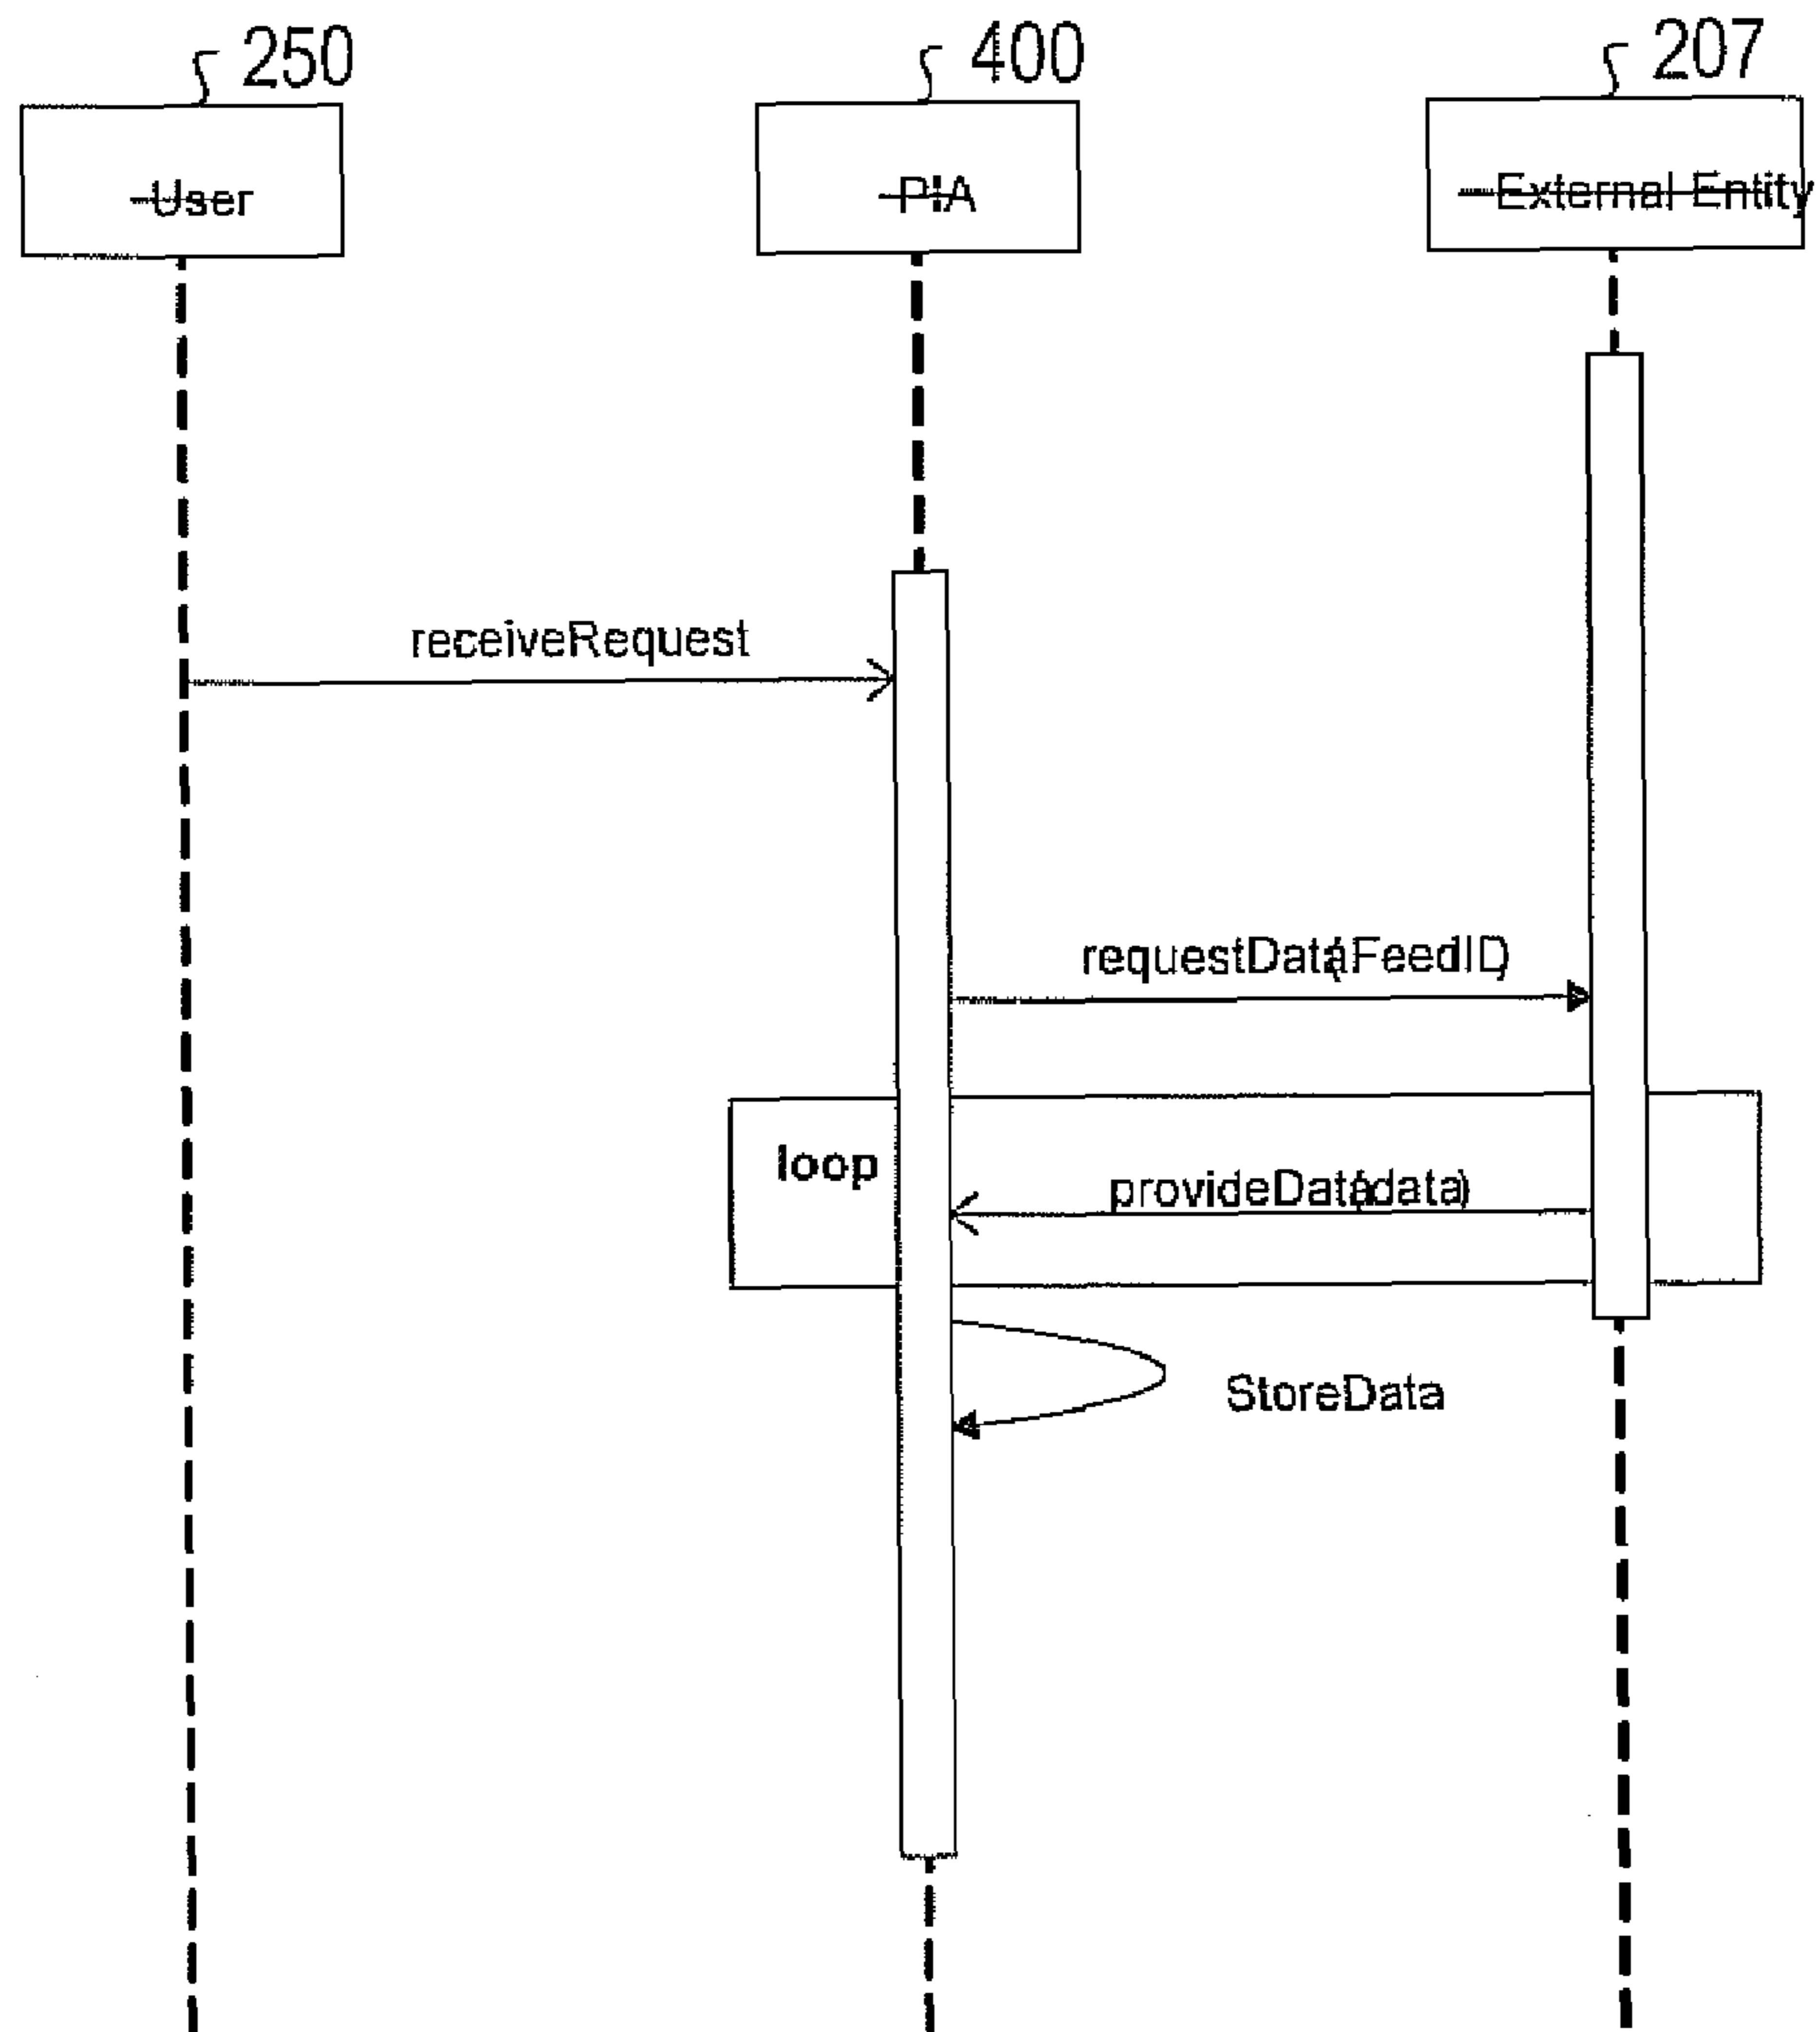 250
400
207
-User
-PIA
-External Entity
receiveRequest
requestData(FeedID)
loop
provideData(data)
StoreData